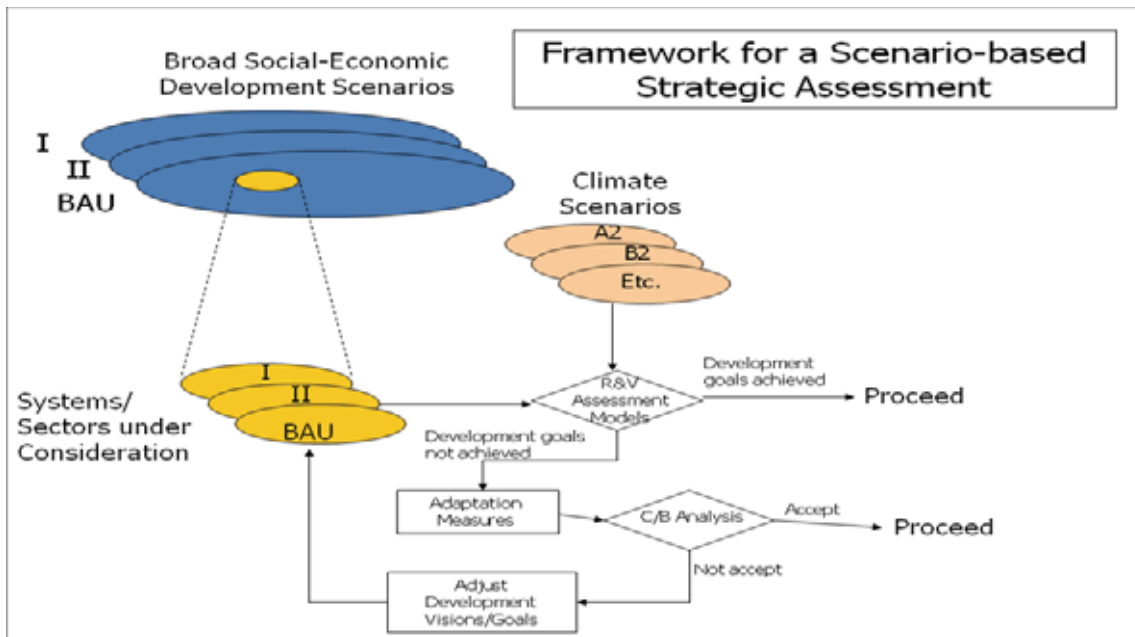 Framework for a Scenario-based
Strategic Assessment
Broad Social-Economic
Development Scenarios
I
II
BAU
Climate
Scenarios
A2
B2
Etc.
Systems/
Sectors under
Consideration
I
II
BAU
R&V
Assessment
Models
Development
goals achieved
Proceed
Development goals
not achieved
Adaptation
Measures
C/B Analysis
Accept
Proceed
Not accept
Adjust
Development
Visions/Goals